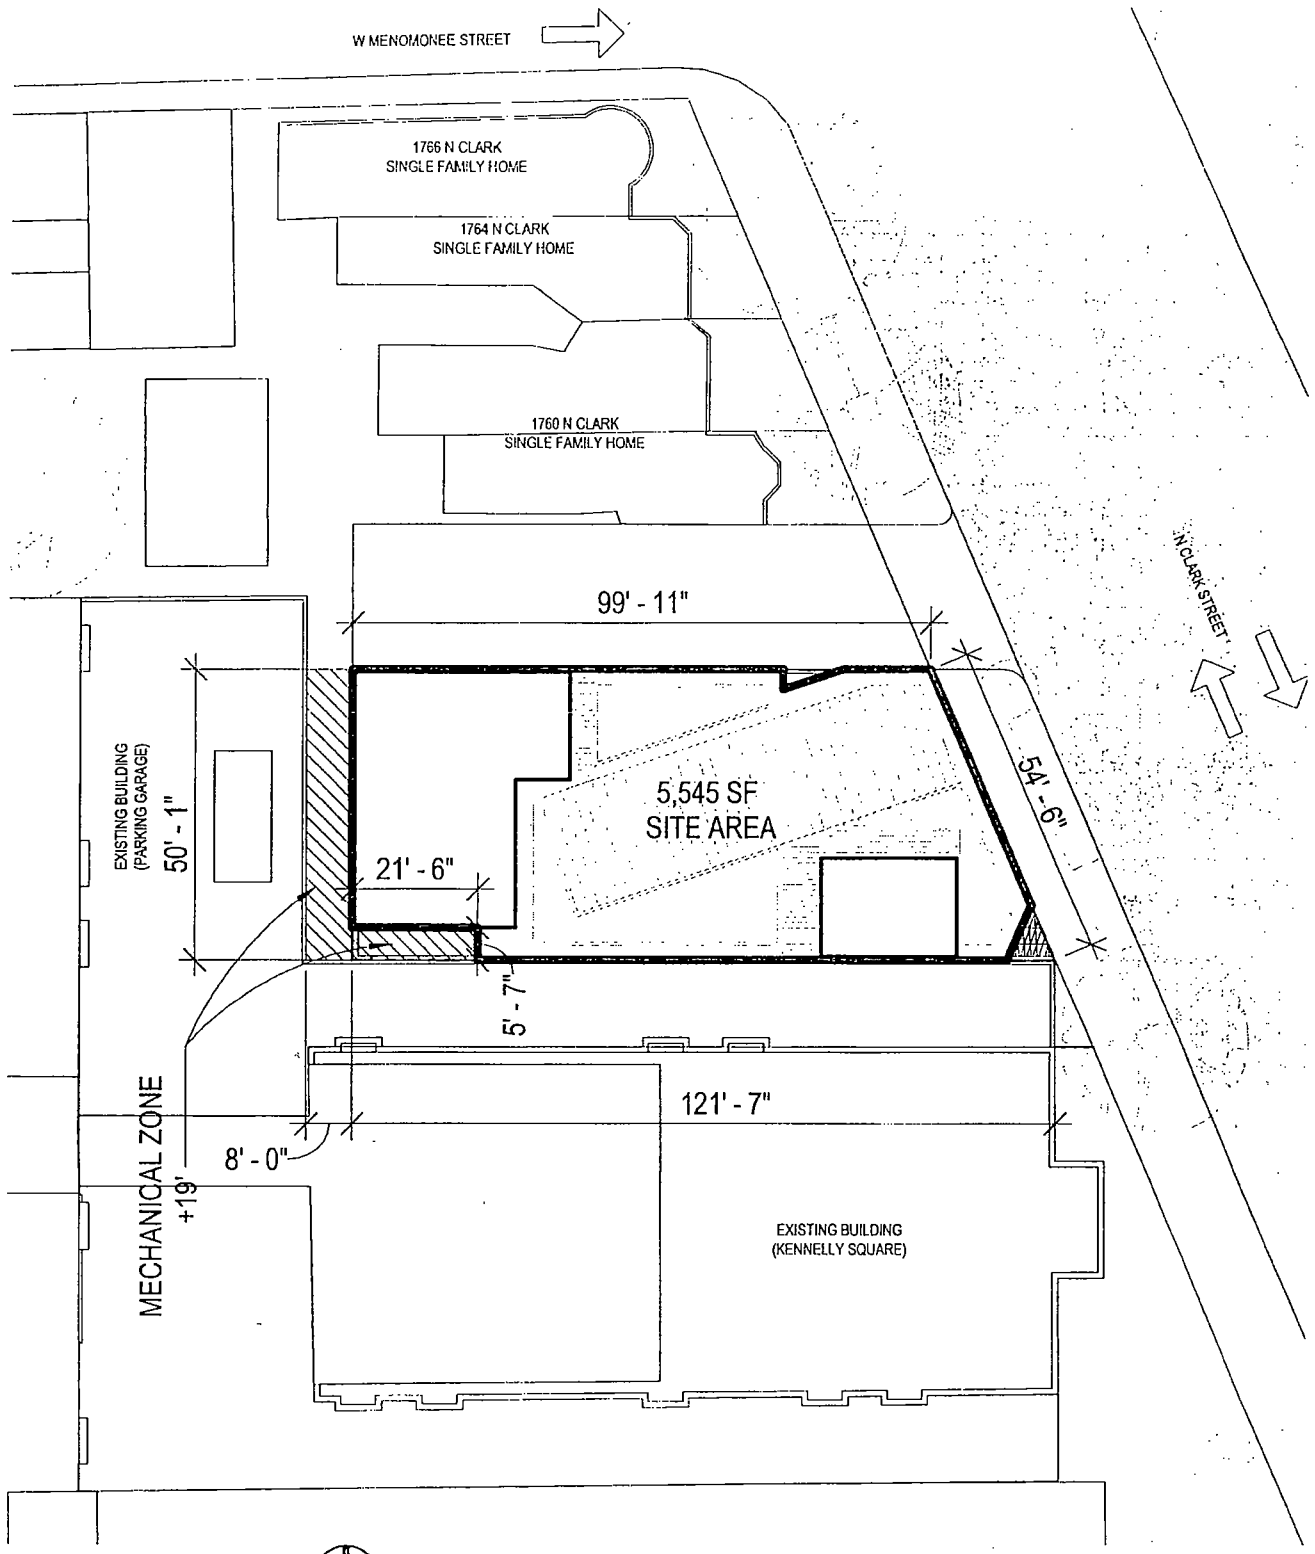 W MENOMONEE STREET
1766 N CLARK
SINGLE FAMILY HOME
1764 N CLARK
SINGLE FAMILY HOME
1760 N CLARK
SINGLE FAMILY HOME
N CLARK STREET
99' - 11"
54' - 6"
EXISTING BUILDING
(PARKING GARAGE)
50' - 1"
5,545 SF
SITE AREA
21' - 6"
5' - 7"
MECHANICAL ZONE
+19'
121' - 7"
8' - 0"
EXISTING BUILDING
(KENNELLY SQUARE)